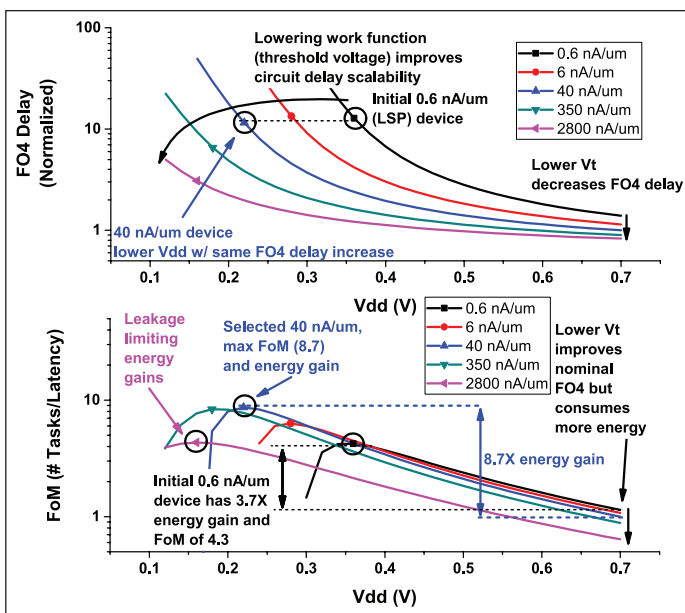 100
10
1
FO4 Delay
(Normalized)
Lowering work function
(threshold voltage) improves
circuit delay scalability
Initial 0.6 nA/um
(LSP) device
0.6 nA/um
6 nA/um
40 nA/um
350 nA/um
2800 nA/um
Lower Vt
decreases FO4 delay
40 nA/um device
lower Vdd w/ same FO4 delay increase
0.1 0.2 0.3 0.4 0.5 0.6 0.7
Vdd (V)
100
10
1
FoM (# Tasks/Latency)
Leakage
limiting
energy
gains
Selected 40 nA/um,
max FoM (8.7)
and energy gain
0.6 nA/um
6 nA/um
40 nA/um
350 nA/um
2800 nA/um
Lower Vt
improves
nominal
FO4 but
consumes
more energy
8.7X energy gain
Initial 0.6 nA/um
device has 3.7X
energy gain and
FoM of 4.3
0.1 0.2 0.3 0.4 0.5 0.6 0.7
Vdd (V)